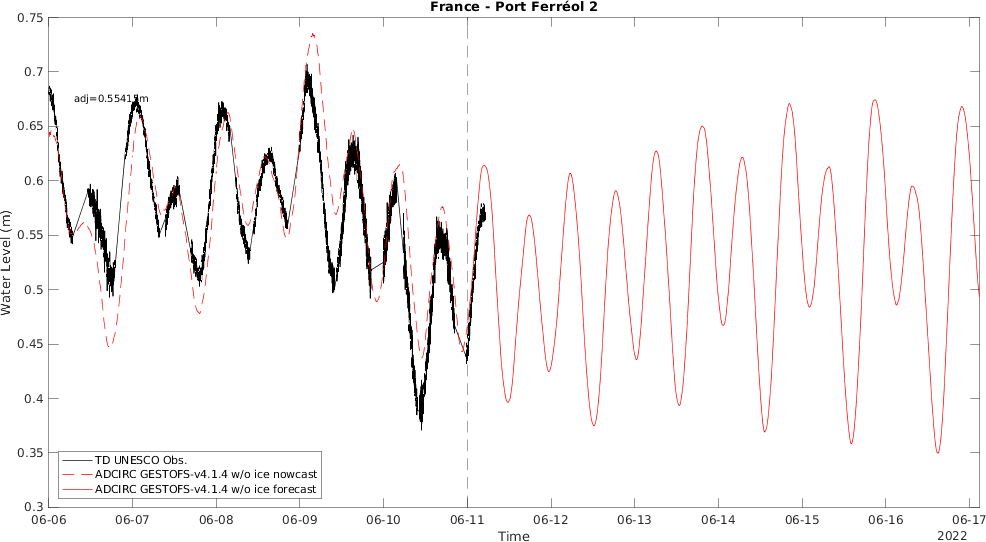 France - Port Ferréol 2
0.75
0.7
0.65
0.6
0.55
0.5
0.45
0.4
0.35
0.3
Water Level (m)
adj=0.55415m
TD UNESCO Obs.
ADCIRC GESTOFS-v4.1.4 w/o ice nowcast
ADCIRC GESTOFS-v4.1.4 w/o ice forecast
06-06 06-07 06-08 06-09 06-10 06-11 06-12 06-13 06-14 06-15 06-16 06-17
2022
Time